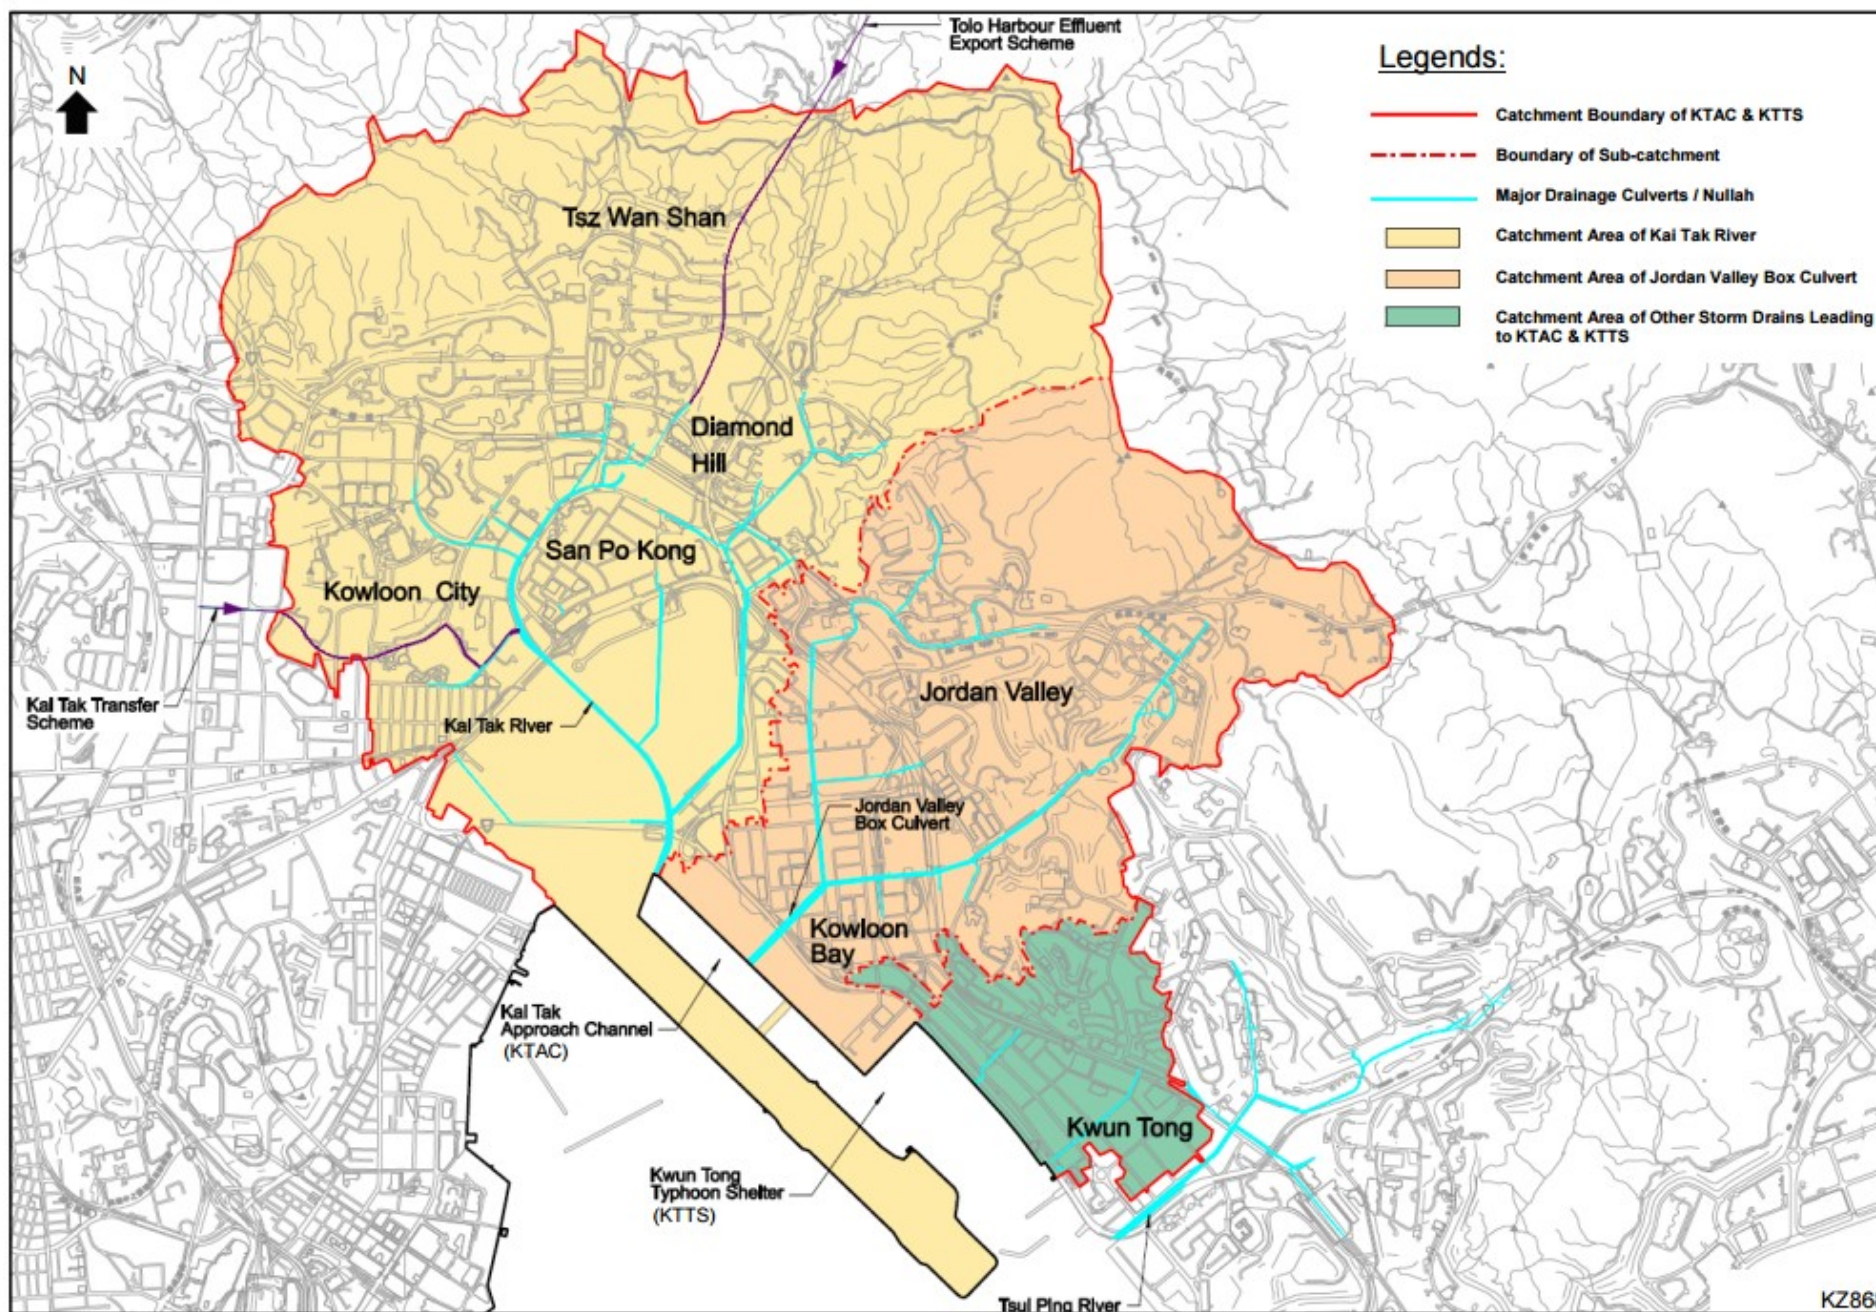 Tolo Harbour Effluent
Export Scheme
N
Legends:
Catchment Boundary of KTAC & KTTS
Boundary of Sub-catchment
Major Drainage Culverts / Nullah
Catchment Area of Kai Tak River
Catchment Area of Jordan Valley Box Culvert
Catchment Area of Other Storm Drains Leading
to KTAC & KTTS
Tsz Wan Shan
Diamond
Hill
San Po Kong
Kowloon City
Kai Tak Transfer
Scheme
Kai Tak River
Jordan Valley
Jordan Valley
Box Culvert
Kowloon
Bay
Kai Tak
Approach Channel
(KTAC)
Kwun Tong
Kwun Tong
Typhoon Shelter
(KTTS)
Tsui Ping River
KZ86